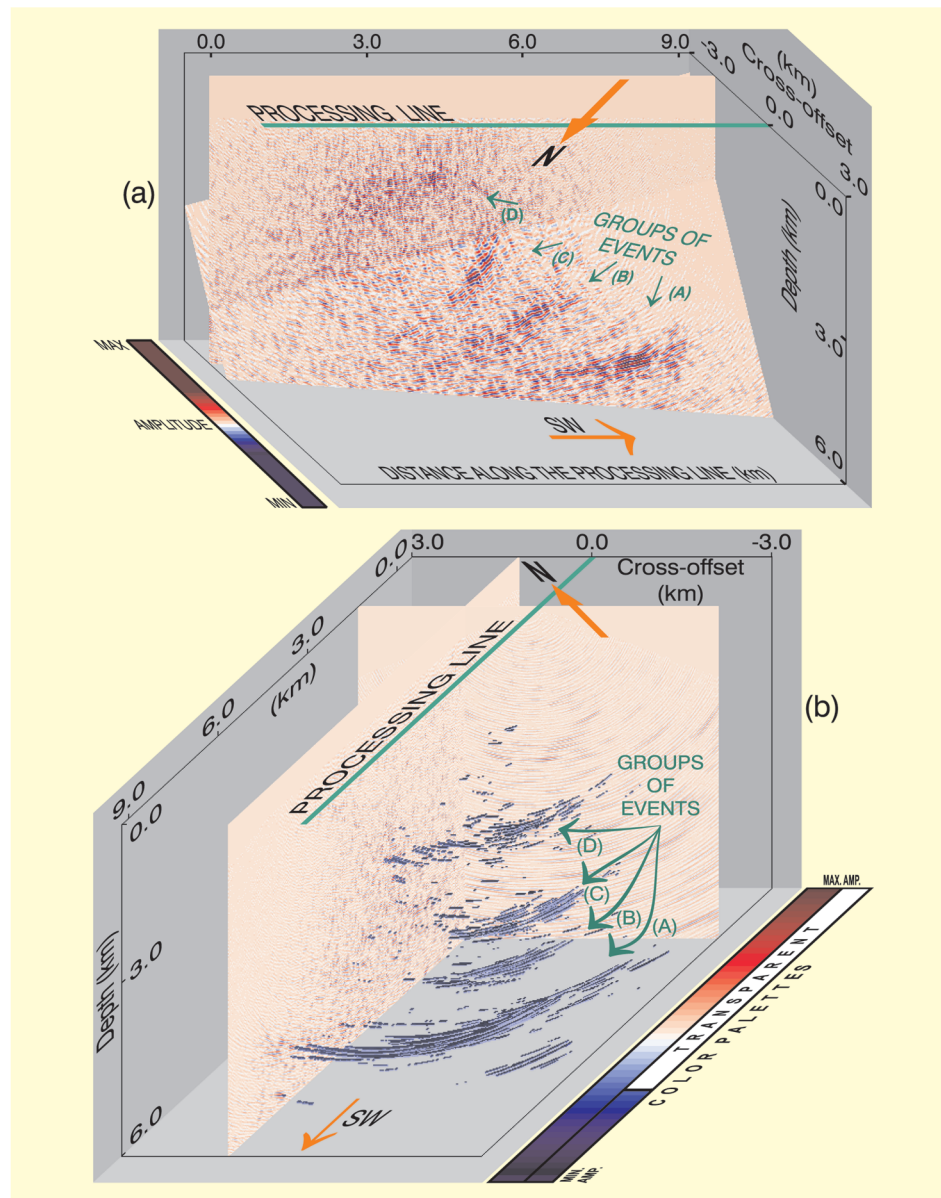 0.0 3.0 6.0 9.0
-3.0 0.0 3.0
(km)
Cross-offset
PROCESSING LINE
N
(a)
0.0
3.0
6.0
Depth (km)
GROUPS OF
EVENTS
(D)
(C)
(B)
(A)
MAX
AMPLITUDE
MIN
SW
DISTANCE ALONG THE PROCESSING LINE (km)
3.0 0.0 -3.0
Cross-offset
(km)
N
0.0
3.0
6.0
9.0
(km)
PROCESSING LINE
(b)
GROUPS
OF
EVENTS
(D)
(C)
(B)
(A)
0.0
3.0
6.0
Depth (km)
SW
MAX. AMP.
TRANSPARENT
COLOR PALETTES
MIN.
AMP.